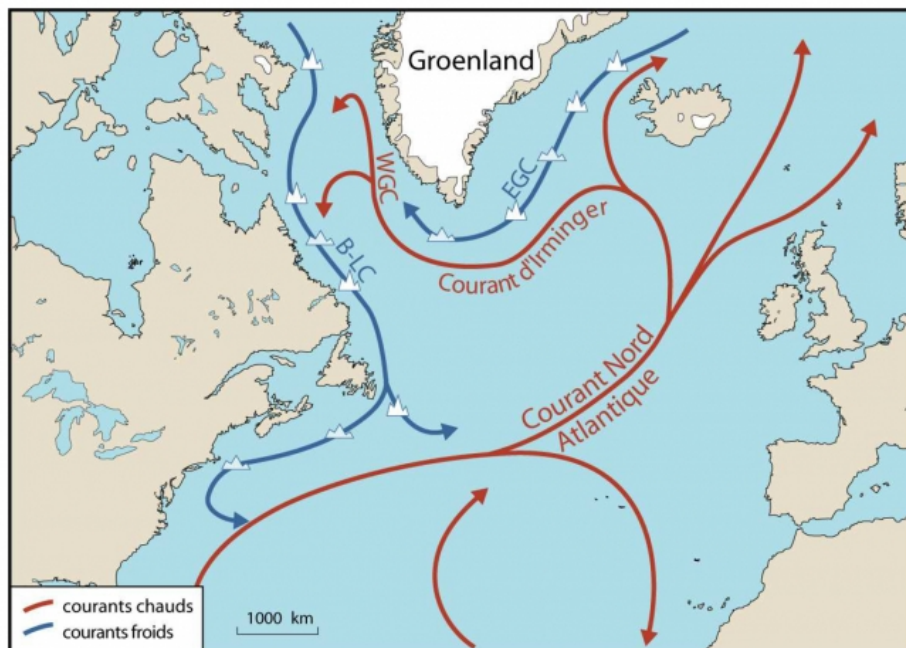 Groenland
WGC
EGC
B-LC
Courant d'Irminger
Courant Nord
Atlantique
courants chauds
courants froids
1000 km